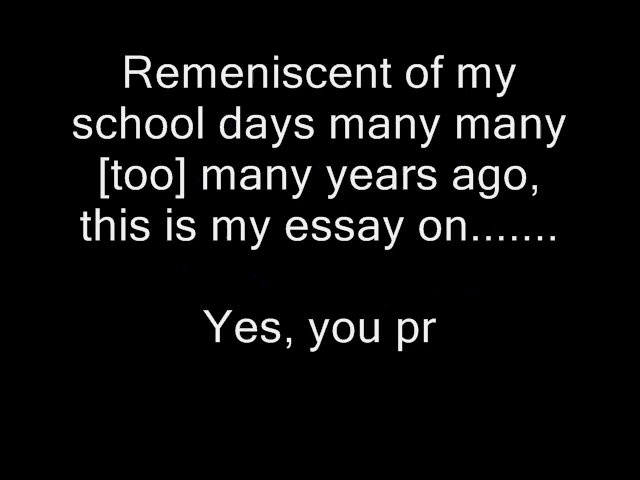 Remeniscent of my
school days many many
[too] many years ago,
this is my essay on.......
Yes, you pr